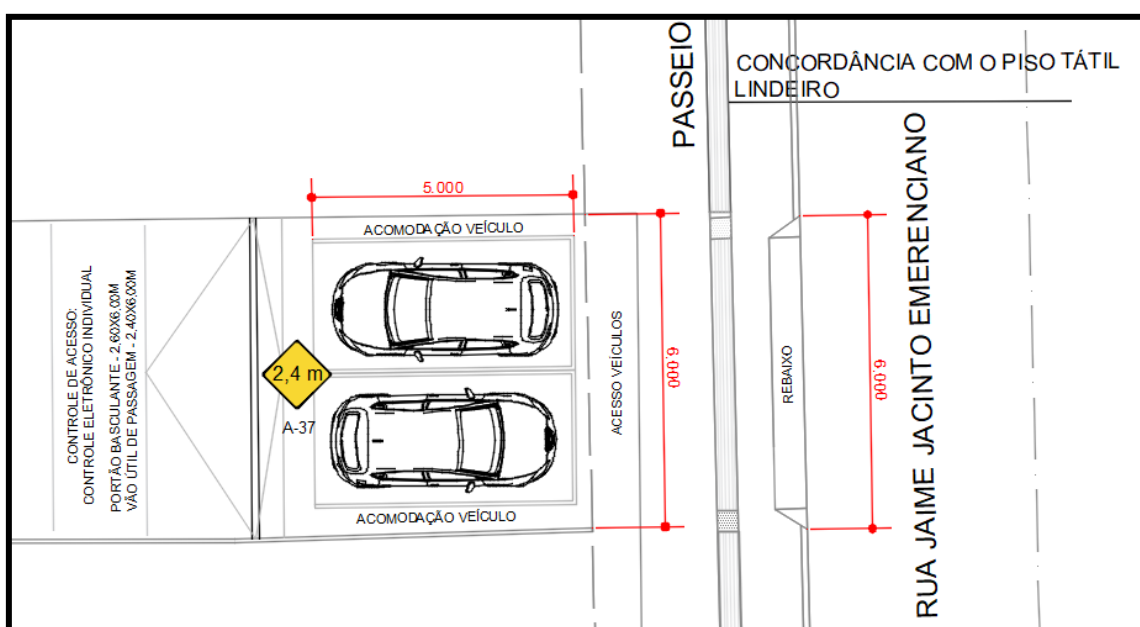 CONTROLE DE ACESSO:
CONTROLE ELETRÔNICO INDIVIDUAL
PORTÃO BASCULANTE - 2,60X6,00M
VÃO ÚTIL DE PASSAGEM - 2,40X6,00M
5.000
ACOMODAÇÃO VEÍCULO
2,4 m
A-37
ACOMODAÇÃO VEÍCULO
ACESSO VEÍCULOS
6.000
PASSEIO
CONCORDÂNCIA COM O PISO TÁTIL
LINDEIRO
REBAIXO
6.000
RUA JAIME JACINTO EMERENCIANO